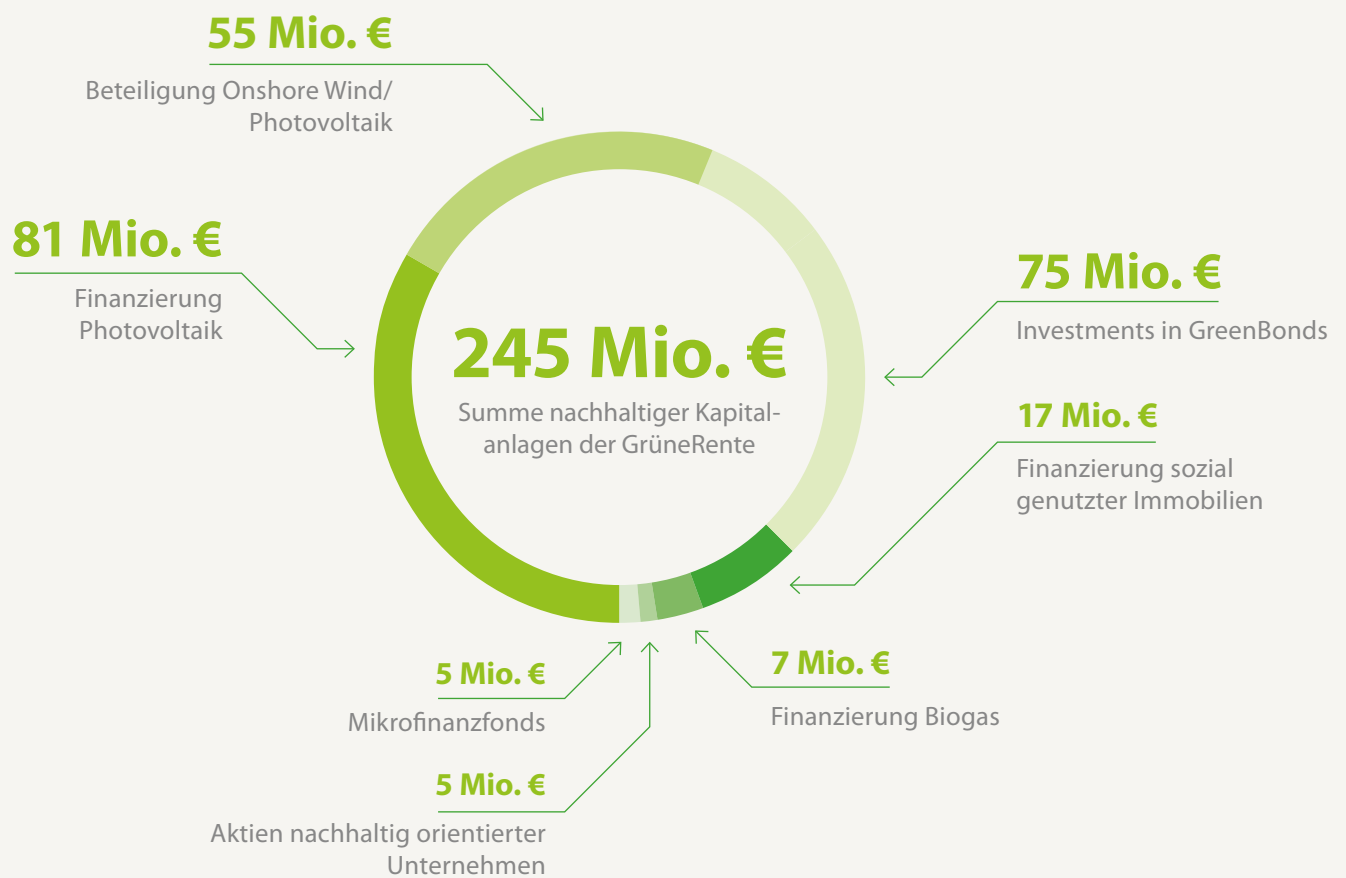 55 Mio. €
Beteiligung Onshore Wind/
Photovoltaik
81 Mio. €
Finanzierung
Photovoltaik
245 Mio. €
Summe nachhaltiger Kapital-
anlagen der GrüneRente
75 Mio. €
Investments in GreenBonds
17 Mio. €
Finanzierung sozial
genutzter Immobilien
7 Mio. €
Finanzierung Biogas
5 Mio. €
Mikrofinanzfonds
5 Mio. €
Aktien nachhaltig orientierter
Unternehmen